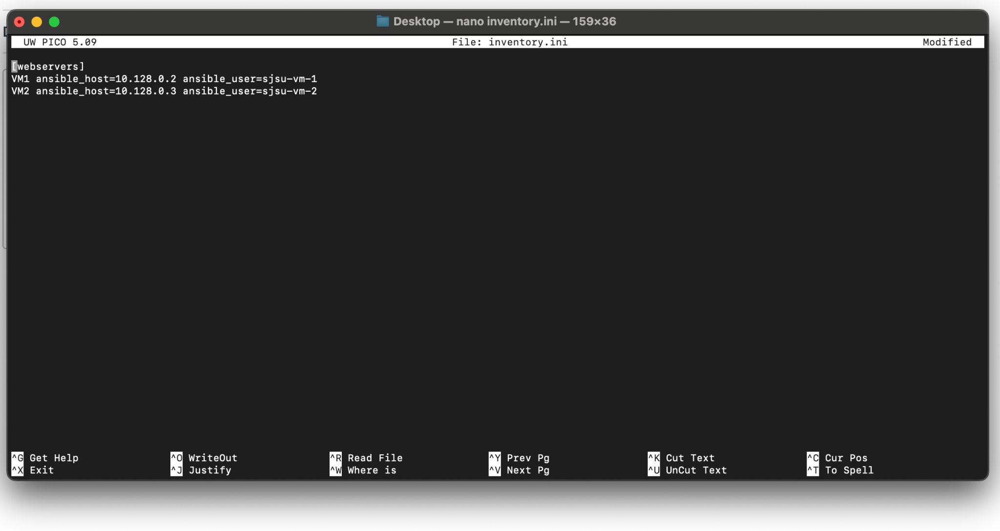 Desktop — nano inventory.ini — 159×36
UW PICO 5.09 File: inventory.ini Modified
[webservers]
VM1 ansible_host=10.128.0.2 ansible_user=sjsu-vm-1
VM2 ansible_host=10.128.0.3 ansible_user=sjsu-vm-2
^G Get Help ^O WriteOut ^R Read File ^Y Prev Pg ^K Cut Text ^C Cur Pos
^X Exit ^J Justify ^W Where is ^V Next Pg ^U UnCut Text ^T To Spell